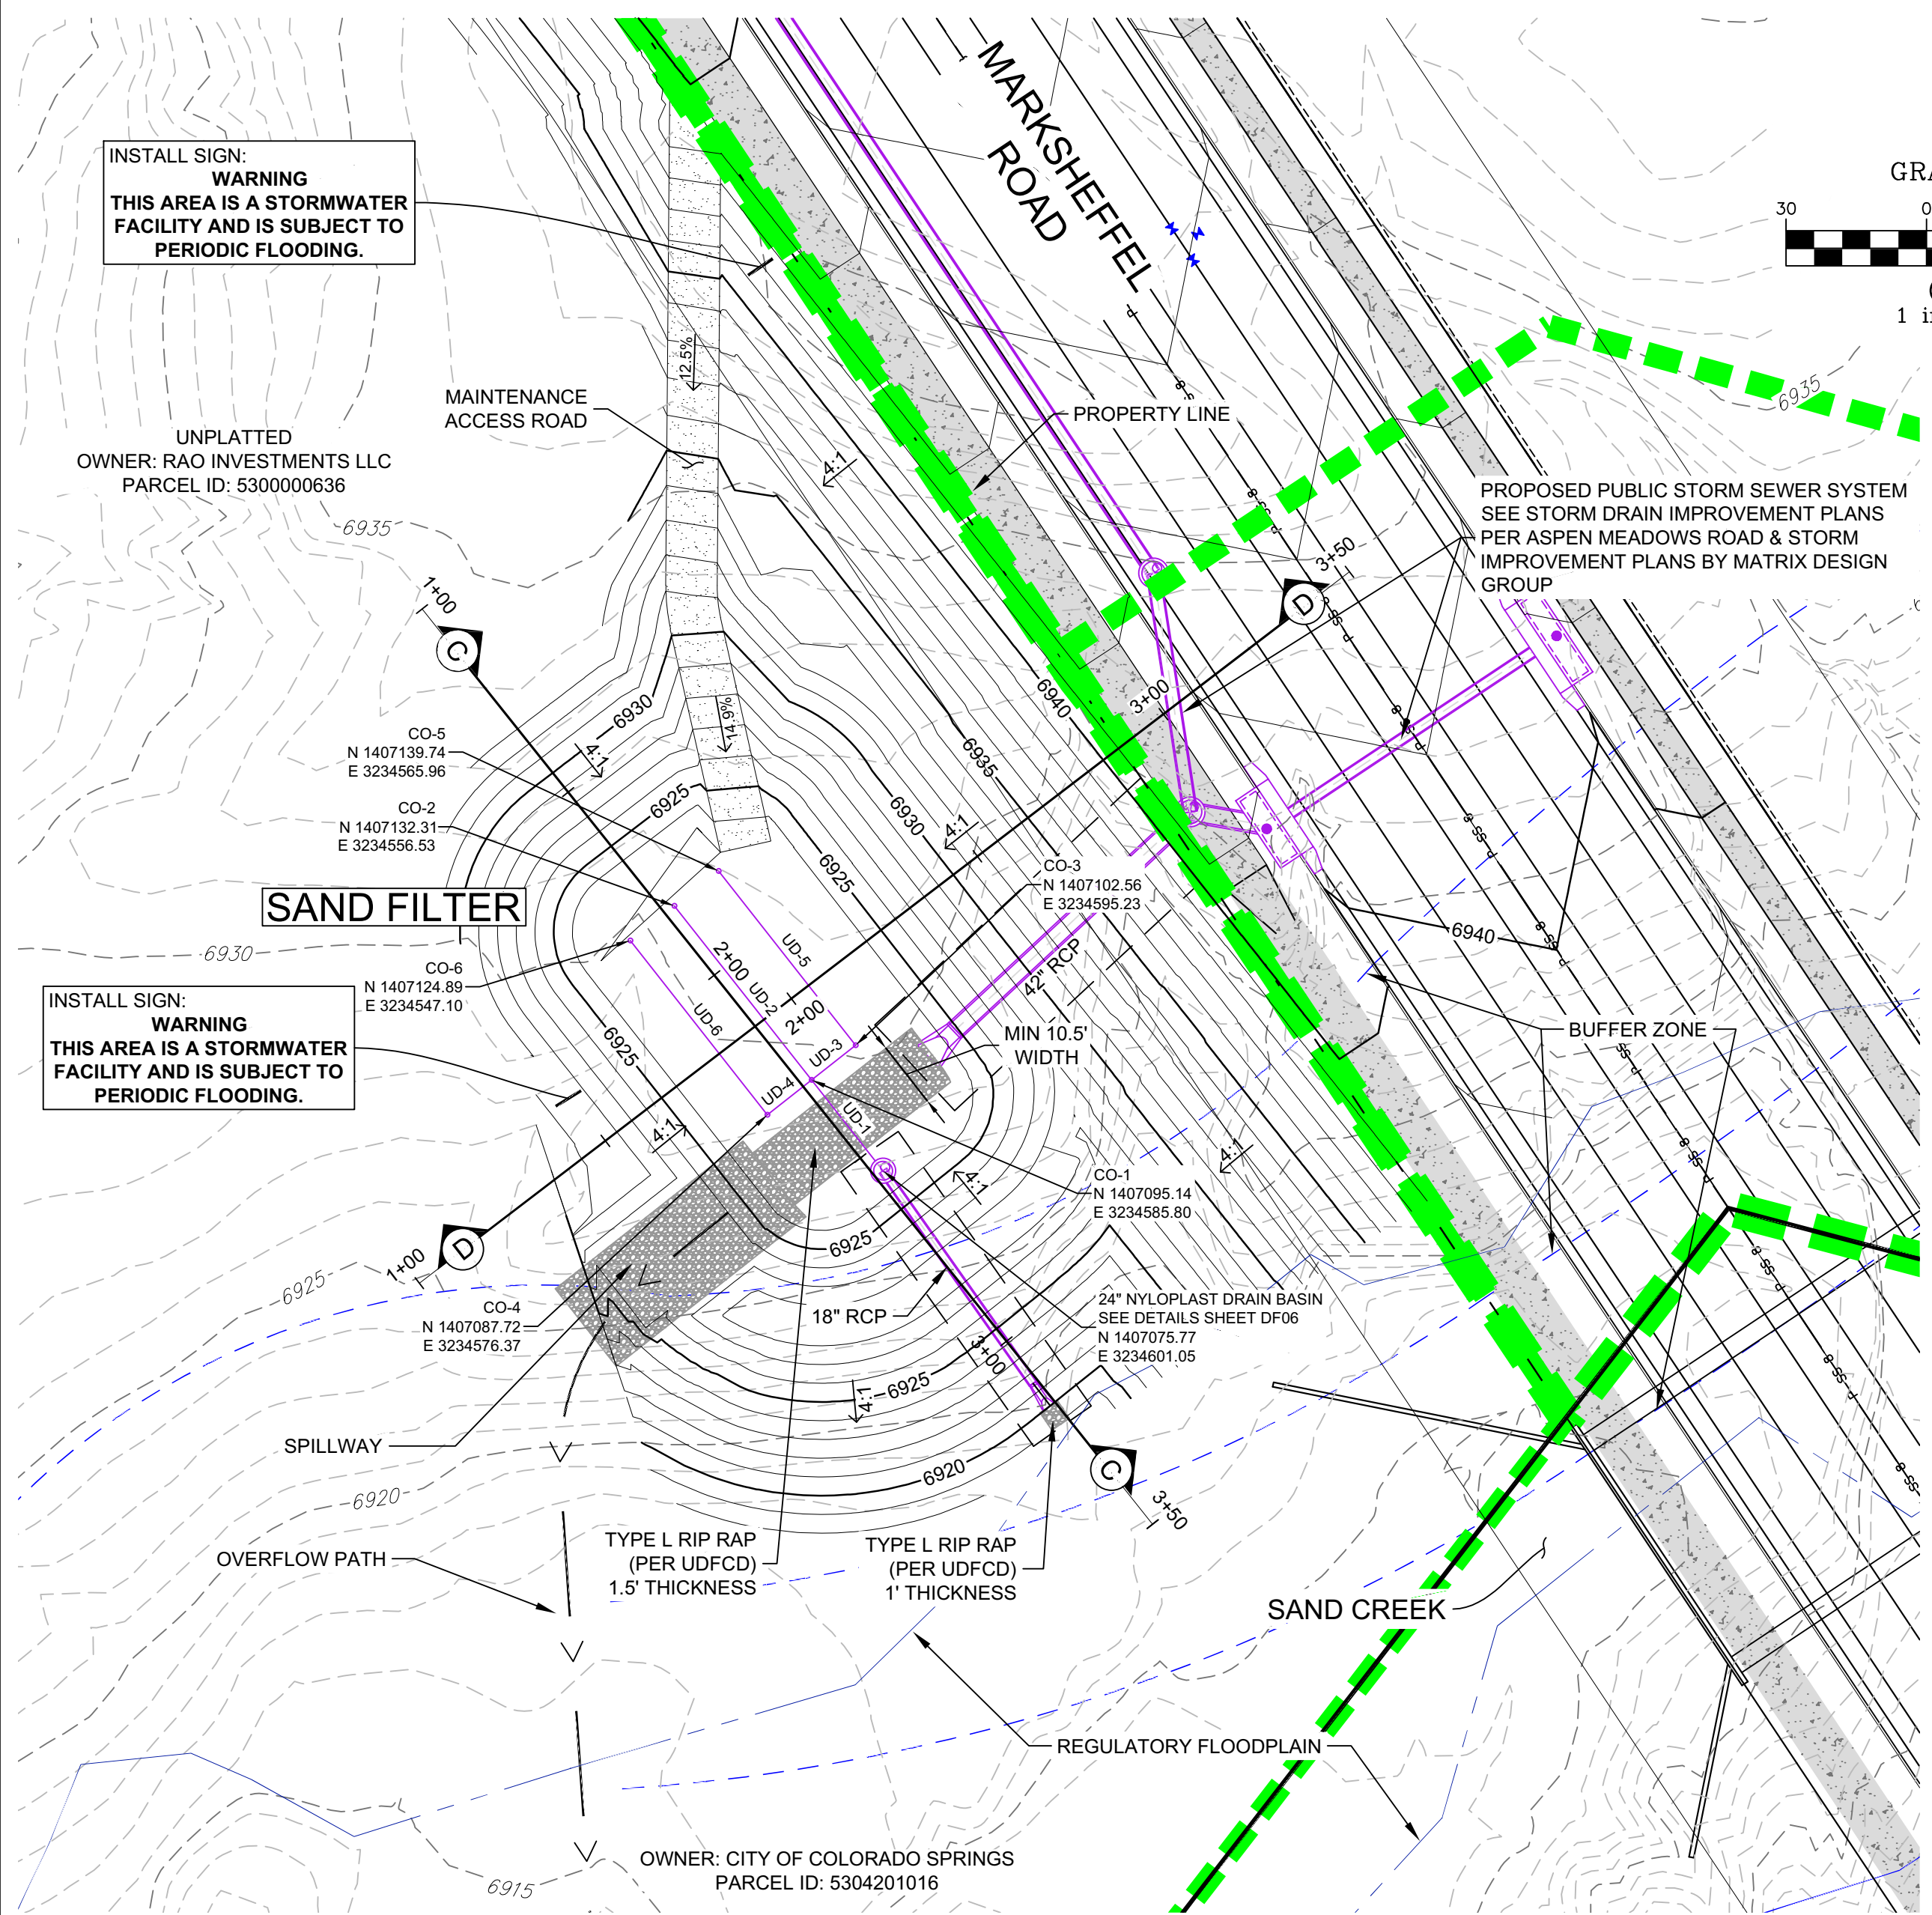 MARKSHEFFEL
ROAD
INSTALL SIGN:
WARNING
THIS AREA IS A STORMWATER
FACILITY AND IS SUBJECT TO
PERIODIC FLOODING.
30
0
1
12.5%
MAINTENANCE
ACCESS ROAD
PROPERTY LINE
6935
UNPLATTED
OWNER: RAO INVESTMENTS LLC
PARCEL ID: 5300000636
4:1
PROPOSED PUBLIC STORM SEWER SYSTEM
SEE STORM DRAIN IMPROVEMENT PLANS
PER ASPEN MEADOWS ROAD & STORM
IMPROVEMENT PLANS BY MATRIX DESIGN
GROUP
6935
3+50
D
1+00
C
6930
14.9%
6940
3+00
4:1
6935
CO-5
N 1407139.74
E 3234565.96
6925
6930
4:1
CO-2
N 1407132.31
E 3234556.53
6925
CO-3
N 1407102.56
E 3234595.23
SAND FILTER
6930
UD-5
2+00
UD-2
2+00
42" RCP
6940
CO-6
N 1407124.89
E 3234547.10
UD-6
6925
INSTALL SIGN:
WARNING
THIS AREA IS A STORMWATER
FACILITY AND IS SUBJECT TO
PERIODIC FLOODING.
MIN 10.5'
WIDTH
BUFFER ZONE
UD-3
UD-4
UD-1
4:1
4:1
4:1
CO-1
N 1407095.14
E 3234585.80
D
1+00
6925
6925
CO-4
N 1407087.72
E 3234576.37
18" RCP
24" NYLOPLAST DRAIN BASIN
SEE DETAILS SHEET DF06
N 1407075.77
E 3234601.05
3+00
4:1
6925
SPILLWAY
C
6920
6920
3+50
OVERFLOW PATH
TYPE L RIP RAP
(PER UDFCD)
1.5' THICKNESS
TYPE L RIP RAP
(PER UDFCD)
1' THICKNESS
SAND CREEK
REGULATORY FLOODPLAIN
OWNER: CITY OF COLORADO SPRINGS
PARCEL ID: 5304201016
6915